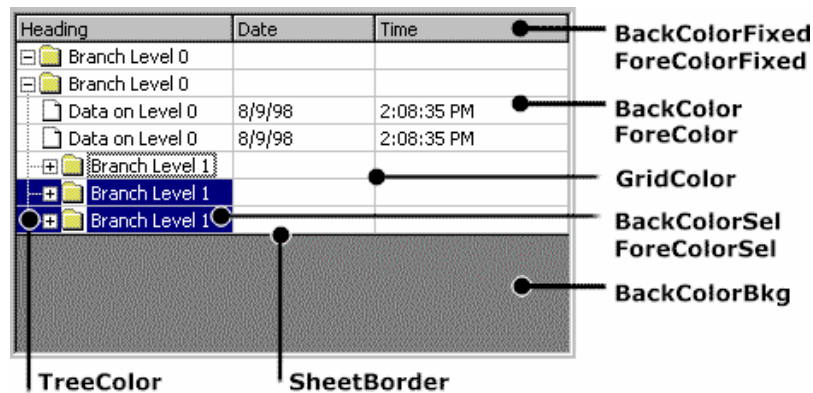 Heading Date Time
BackColorFixed
ForeColorFixed
Branch Level 0
Branch Level 0
Data on Level 0 8/9/98 2:08:35 PM
BackColor
ForeColor
Data on Level 0 8/9/98 2:08:35 PM
Branch Level 1
GridColor
Branch Level 1
Branch Level 1
BackColorSel
ForeColorSel
BackColorBkg
TreeColor SheetBorder